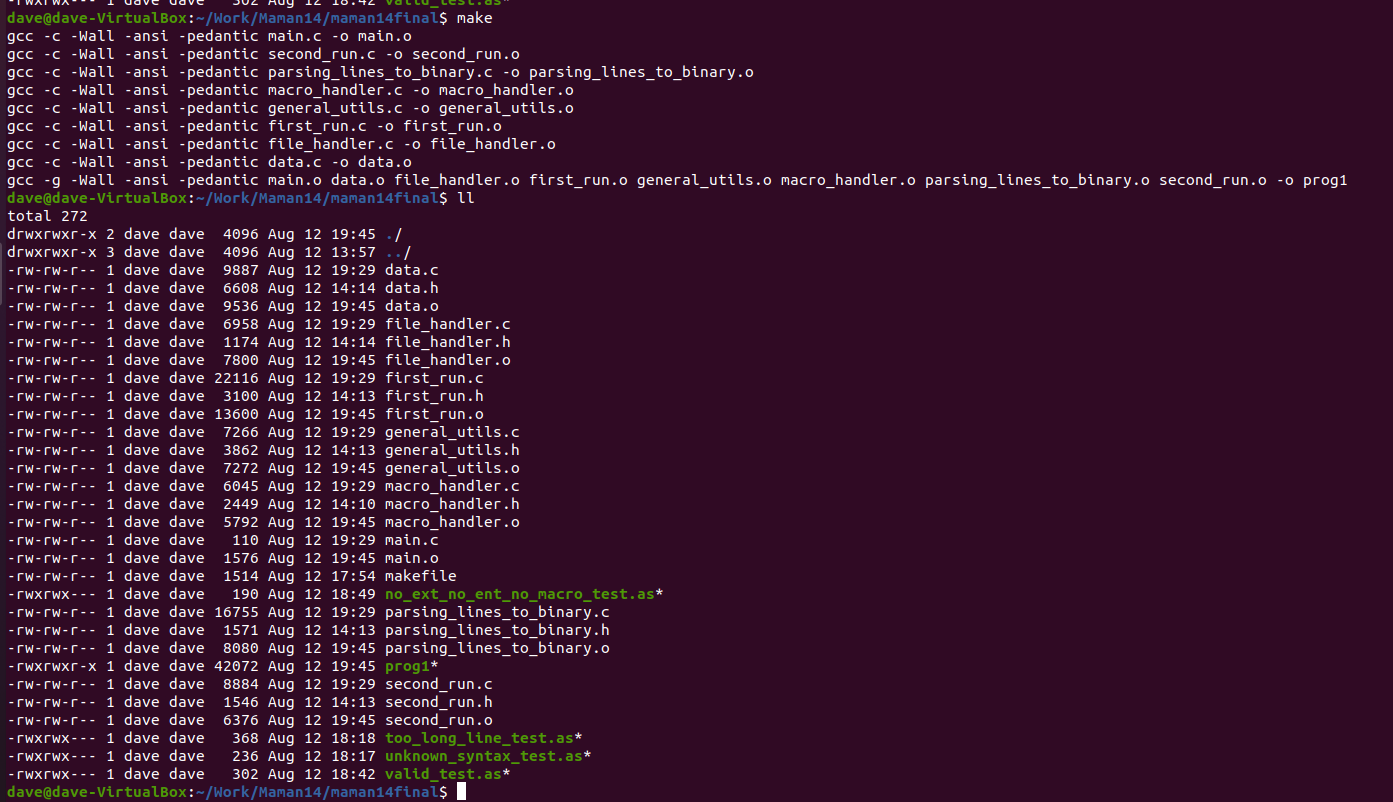 -rwxrwx--- 1 dave dave   302 Aug 12 18:42 valid_test.as*
dave@dave-VirtualBox:~/Work/Maman14/maman14final$ make
gcc -c -Wall -ansi -pedantic main.c -o main.o
gcc -c -Wall -ansi -pedantic second_run.c -o second_run.o
gcc -c -Wall -ansi -pedantic parsing_lines_to_binary.c -o parsing_lines_to_binary.o
gcc -c -Wall -ansi -pedantic macro_handler.c -o macro_handler.o
gcc -c -Wall -ansi -pedantic general_utils.c -o general_utils.o
gcc -c -Wall -ansi -pedantic first_run.c -o first_run.o
gcc -c -Wall -ansi -pedantic file_handler.c -o file_handler.o
gcc -c -Wall -ansi -pedantic data.c -o data.o
gcc -g -Wall -ansi -pedantic main.o data.o file_handler.o first_run.o general_utils.o macro_handler.o parsing_lines_to_binary.o second_run.o -o prog1
dave@dave-VirtualBox:~/Work/Maman14/maman14final$ ll
total 272
drwxrwxr-x 2 dave dave  4096 Aug 12 19:45 ./
drwxrwxr-x 3 dave dave  4096 Aug 12 13:57 ../
-rw-rw-r-- 1 dave dave  9887 Aug 12 19:29 data.c
-rw-rw-r-- 1 dave dave  6608 Aug 12 14:14 data.h
-rw-rw-r-- 1 dave dave  9536 Aug 12 19:45 data.o
-rw-rw-r-- 1 dave dave  6958 Aug 12 19:29 file_handler.c
-rw-rw-r-- 1 dave dave  1174 Aug 12 14:14 file_handler.h
-rw-rw-r-- 1 dave dave  7800 Aug 12 19:45 file_handler.o
-rw-rw-r-- 1 dave dave 22116 Aug 12 19:29 first_run.c
-rw-rw-r-- 1 dave dave  3100 Aug 12 14:13 first_run.h
-rw-rw-r-- 1 dave dave 13600 Aug 12 19:45 first_run.o
-rw-rw-r-- 1 dave dave  7266 Aug 12 19:29 general_utils.c
-rw-rw-r-- 1 dave dave  3862 Aug 12 14:13 general_utils.h
-rw-rw-r-- 1 dave dave  7272 Aug 12 19:45 general_utils.o
-rw-rw-r-- 1 dave dave  6045 Aug 12 19:29 macro_handler.c
-rw-rw-r-- 1 dave dave  2449 Aug 12 14:10 macro_handler.h
-rw-rw-r-- 1 dave dave  5792 Aug 12 19:45 macro_handler.o
-rw-rw-r-- 1 dave dave   110 Aug 12 19:29 main.c
-rw-rw-r-- 1 dave dave  1576 Aug 12 19:45 main.o
-rw-rw-r-- 1 dave dave  1514 Aug 12 17:54 makefile
-rwxrwx--- 1 dave dave   190 Aug 12 18:49 no_ext_no_ent_no_macro_test.as*
-rw-rw-r-- 1 dave dave 16755 Aug 12 19:29 parsing_lines_to_binary.c
-rw-rw-r-- 1 dave dave  1571 Aug 12 14:13 parsing_lines_to_binary.h
-rw-rw-r-- 1 dave dave  8080 Aug 12 19:45 parsing_lines_to_binary.o
-rwxrwxr-x 1 dave dave 42072 Aug 12 19:45 prog1*
-rw-rw-r-- 1 dave dave  8884 Aug 12 19:29 second_run.c
-rw-rw-r-- 1 dave dave  1546 Aug 12 14:13 second_run.h
-rw-rw-r-- 1 dave dave  6376 Aug 12 19:45 second_run.o
-rwxrwx--- 1 dave dave   368 Aug 12 18:18 too_long_line_test.as*
-rwxrwx--- 1 dave dave   236 Aug 12 18:17 unknown_syntax_test.as*
-rwxrwx--- 1 dave dave   302 Aug 12 18:42 valid_test.as*
dave@dave-VirtualBox:~/Work/Maman14/maman14final$